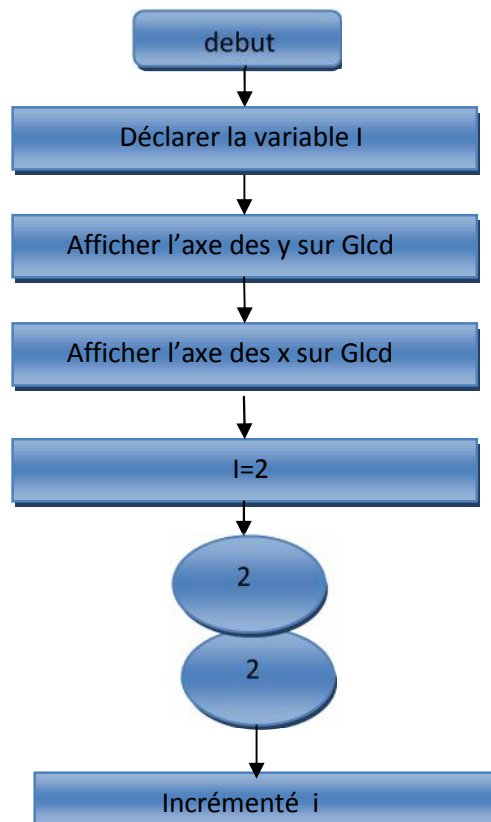 debut
Déclarer la variable I
Afficher l’axe des y sur Glcd
Afficher l’axe des x sur Glcd
I=2
2
2
Incrémenté i